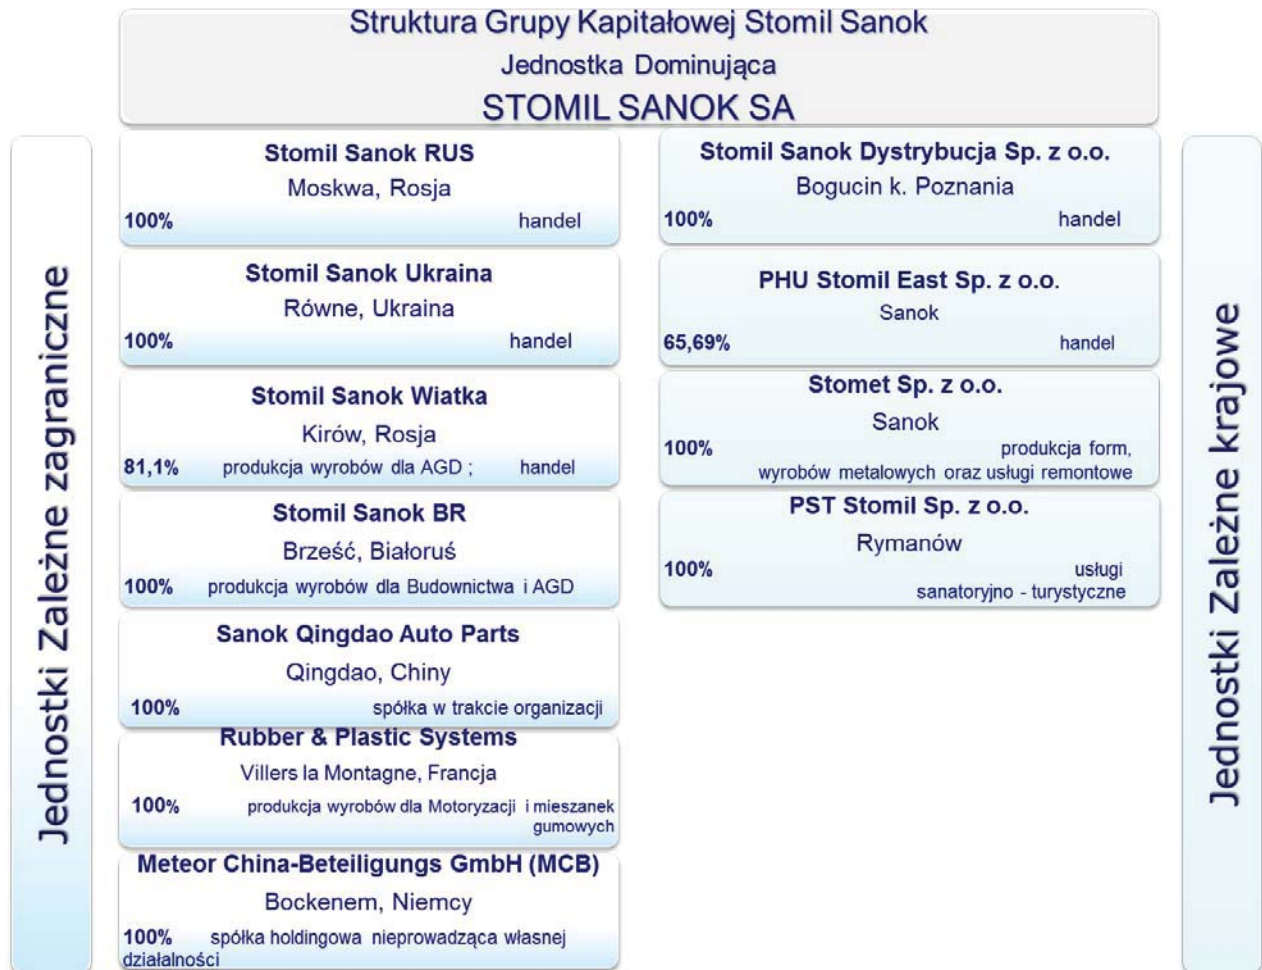 Struktura Grupy Kapitałowej Stomil Sanok
Jednostka Dominująca
STOMIL SANOK SA
Jednostki Zależne zagraniczne
Stomil Sanok RUS
Moskwa, Rosja
100% handel
Stomil Sanok Ukraina
Równe, Ukraina
100% handel
Stomil Sanok Wiatka
Kirów, Rosja
81,1% produkcja wyrobów dla AGD ; handel
Stomil Sanok BR
Brześć, Białoruś
100% produkcja wyrobów dla Budownictwa i AGD
Sanok Qingdao Auto Parts
Qingdao, Chiny
100% spółka w trakcie organizacji
Rubber & Plastic Systems
Villers la Montagne, Francja
100% produkcja wyrobów dla Motoryzacji i mieszanek
gumowych
Meteor China-Beteiligungs GmbH (MCB)
Bockenem, Niemcy
100% spółka holdingowa nieprowadząca własnej
działalności
Stomil Sanok Dystrybucja Sp. z o.o.
Bogucin k. Poznania
100% handel
PHU Stomil East Sp. z o.o.
Sanok
65,69% handel
Stomet Sp. z o.o.
Sanok
100% produkcja form,
wyrobów metalowych oraz usługi remontowe
PST Stomil Sp. z o.o.
Rymanów
100% usługi
sanatoryjno - turystyczne
Jednostki Zależne krajowe